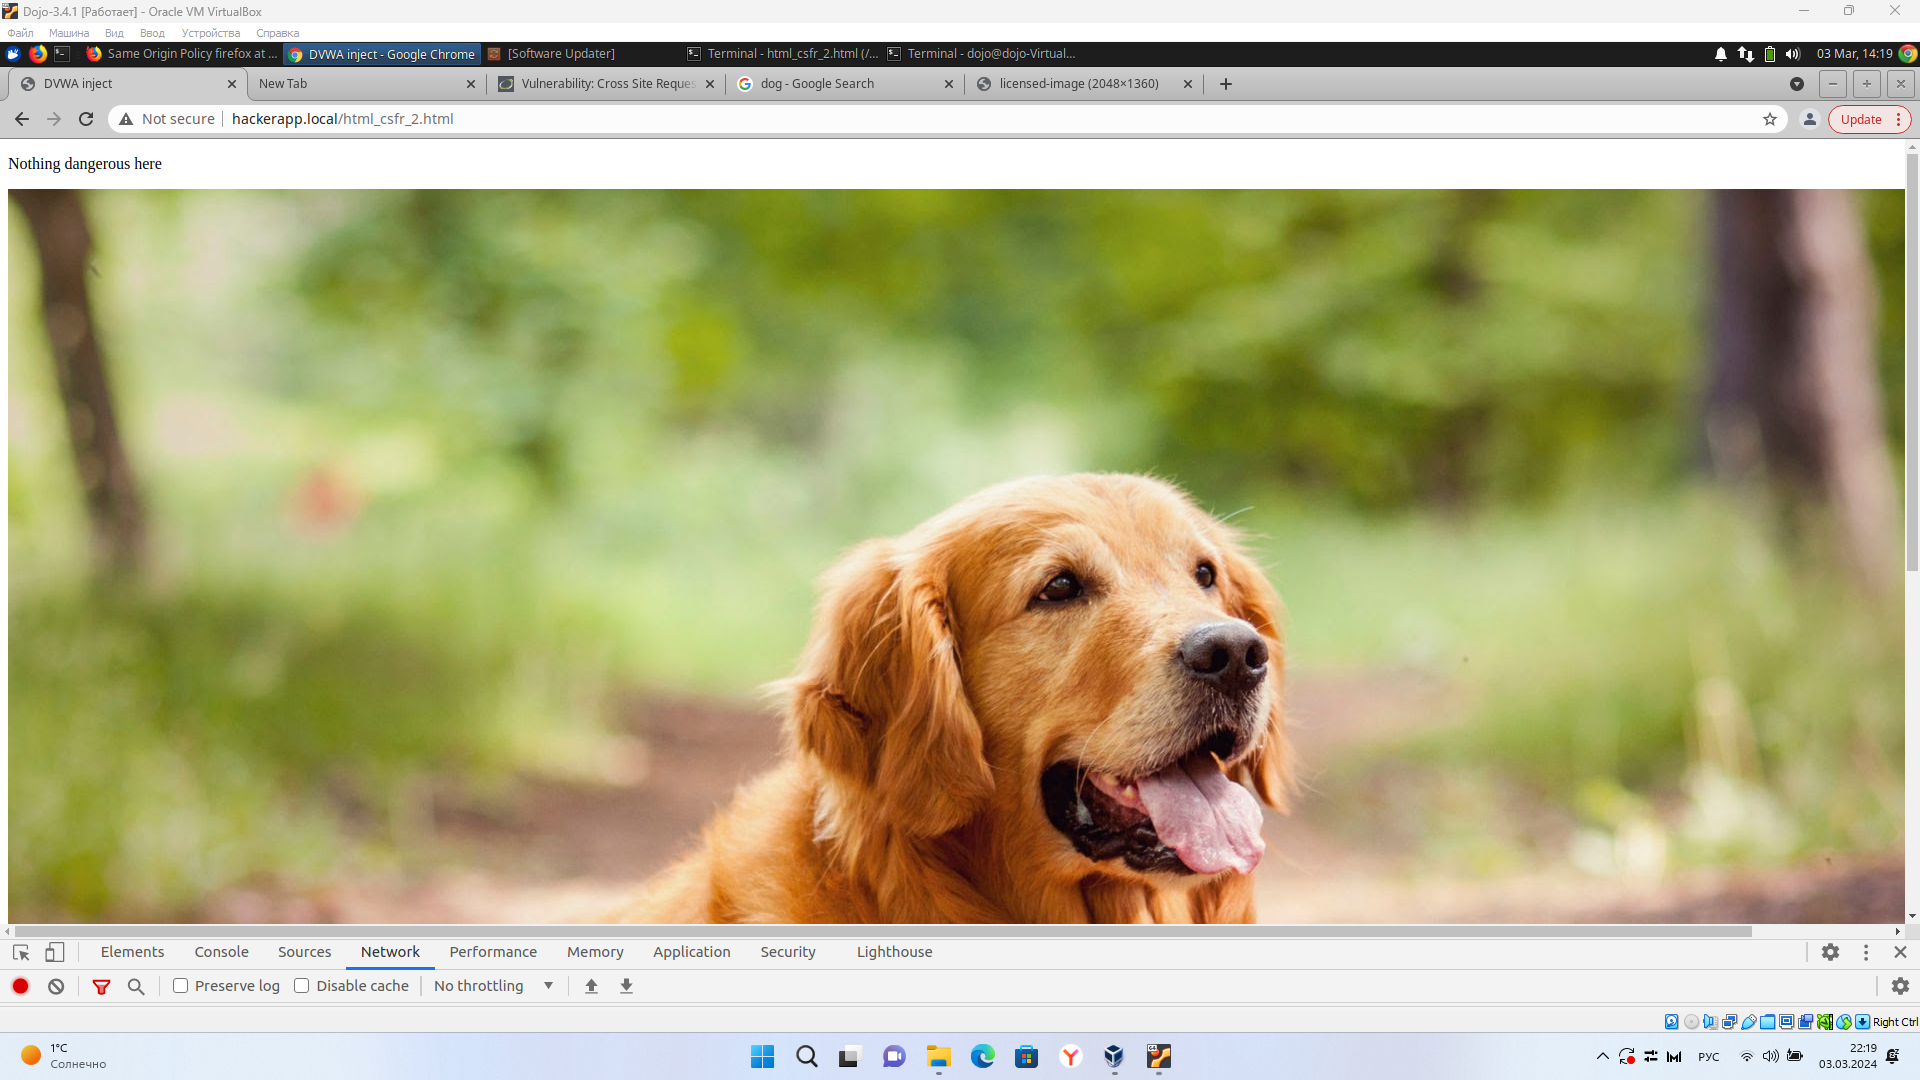 Dojo-3.4.1 [Работает] - Oracle VM VirtualBox
Файл Машина Вид Ввод Устройства Справка
Same Origin Policy firefox at ... DVWA inject - Google Chrome [Software Updater] Terminal - html_csfr_2.html (/... Terminal - dojo@dojo-Virtual... 03 Mar, 14:19
DVWA inject New Tab Vulnerability: Cross Site Reques dog - Google Search licensed-image (2048×1360)
Not secure hackerapp.local/html_csfr_2.html Update
Nothing dangerous here
Elements Console Sources Network Performance Memory Application Security Lighthouse
Preserve log Disable cache No throttling
Right Ctrl
1°C
Солнечно
РУС
22:19
03.03.2024